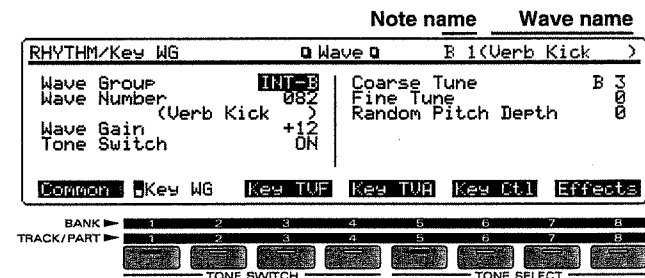 Note name Wave name
RHYTHM/Key WG Wave B 1(Verb Kick )
Wave Group INT-B
Wave Number 082
(Verb Kick )
Wave Gain +12
Tone Switch ON
Coarse Tune B 3
Fine Tune 0
Random Pitch Depth 0
Common Key WG Key TVF Key TVA Key Ctl Effects
BANK 1 2 3 4 5 6 7 8
TRACK/PART 1 2 3 4 5 6 7 8
TONE SWITCH TONE SELECT